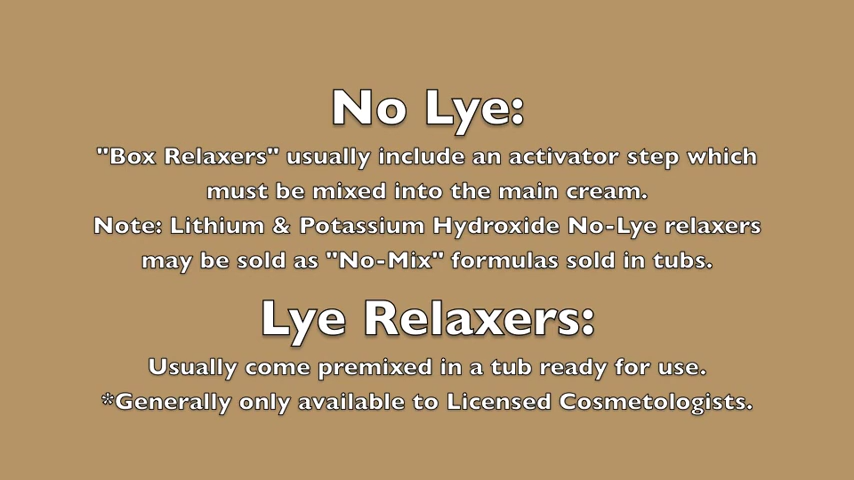 No Lye:
"Box Relaxers" usually include an activator step which
must be mixed into the main cream.
Note: Lithium & Potassium Hydroxide No-Lye relaxers
may be sold as "No-Mix" formulas sold in tubs.
Lye Relaxers:
Usually come premixed in a tub ready for use.
*Generally only available to Licensed Cosmetologists.